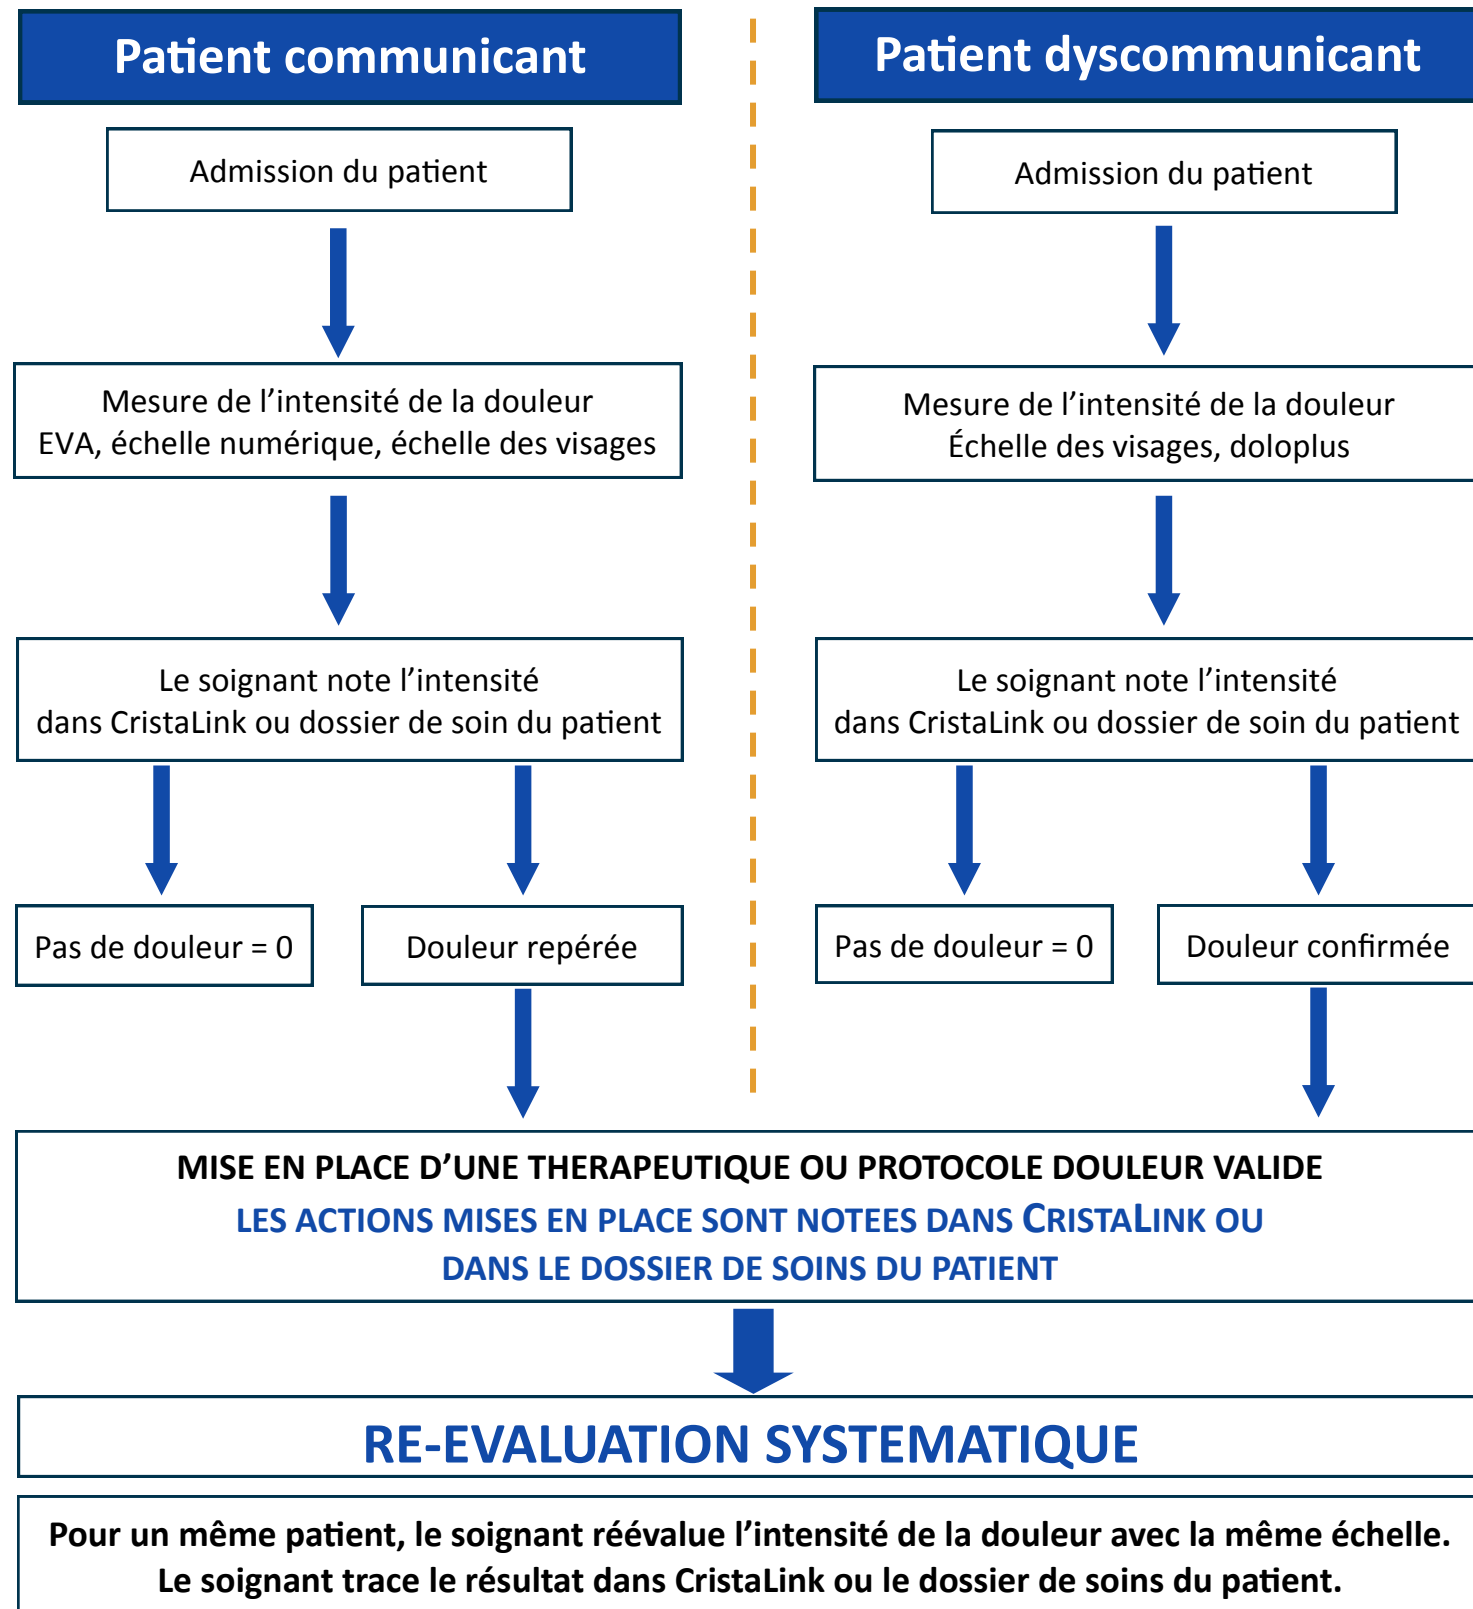 Patient communicant
Admission du patient
Mesure de l’intensité de la douleur
EVA, échelle numérique, échelle des visages
Le soignant note l’intensité
dans CristaLink ou dossier de soin du patient
Pas de douleur = 0
Douleur repérée
Patient dyscommunicant
Admission du patient
Mesure de l’intensité de la douleur
Échelle des visages, doloplus
Le soignant note l’intensité
dans CristaLink ou dossier de soin du patient
Pas de douleur = 0
Douleur confirmée
MISE EN PLACE D’UNE THERAPEUTIQUE OU PROTOCOLE DOULEUR VALIDE
LES ACTIONS MISES EN PLACE SONT NOTEES DANS CRISTALINK OU
DANS LE DOSSIER DE SOINS DU PATIENT
RE-EVALUATION SYSTEMATIQUE
Pour un même patient, le soignant réévalue l’intensité de la douleur avec la même échelle.
Le soignant trace le résultat dans CristaLink ou le dossier de soins du patient.